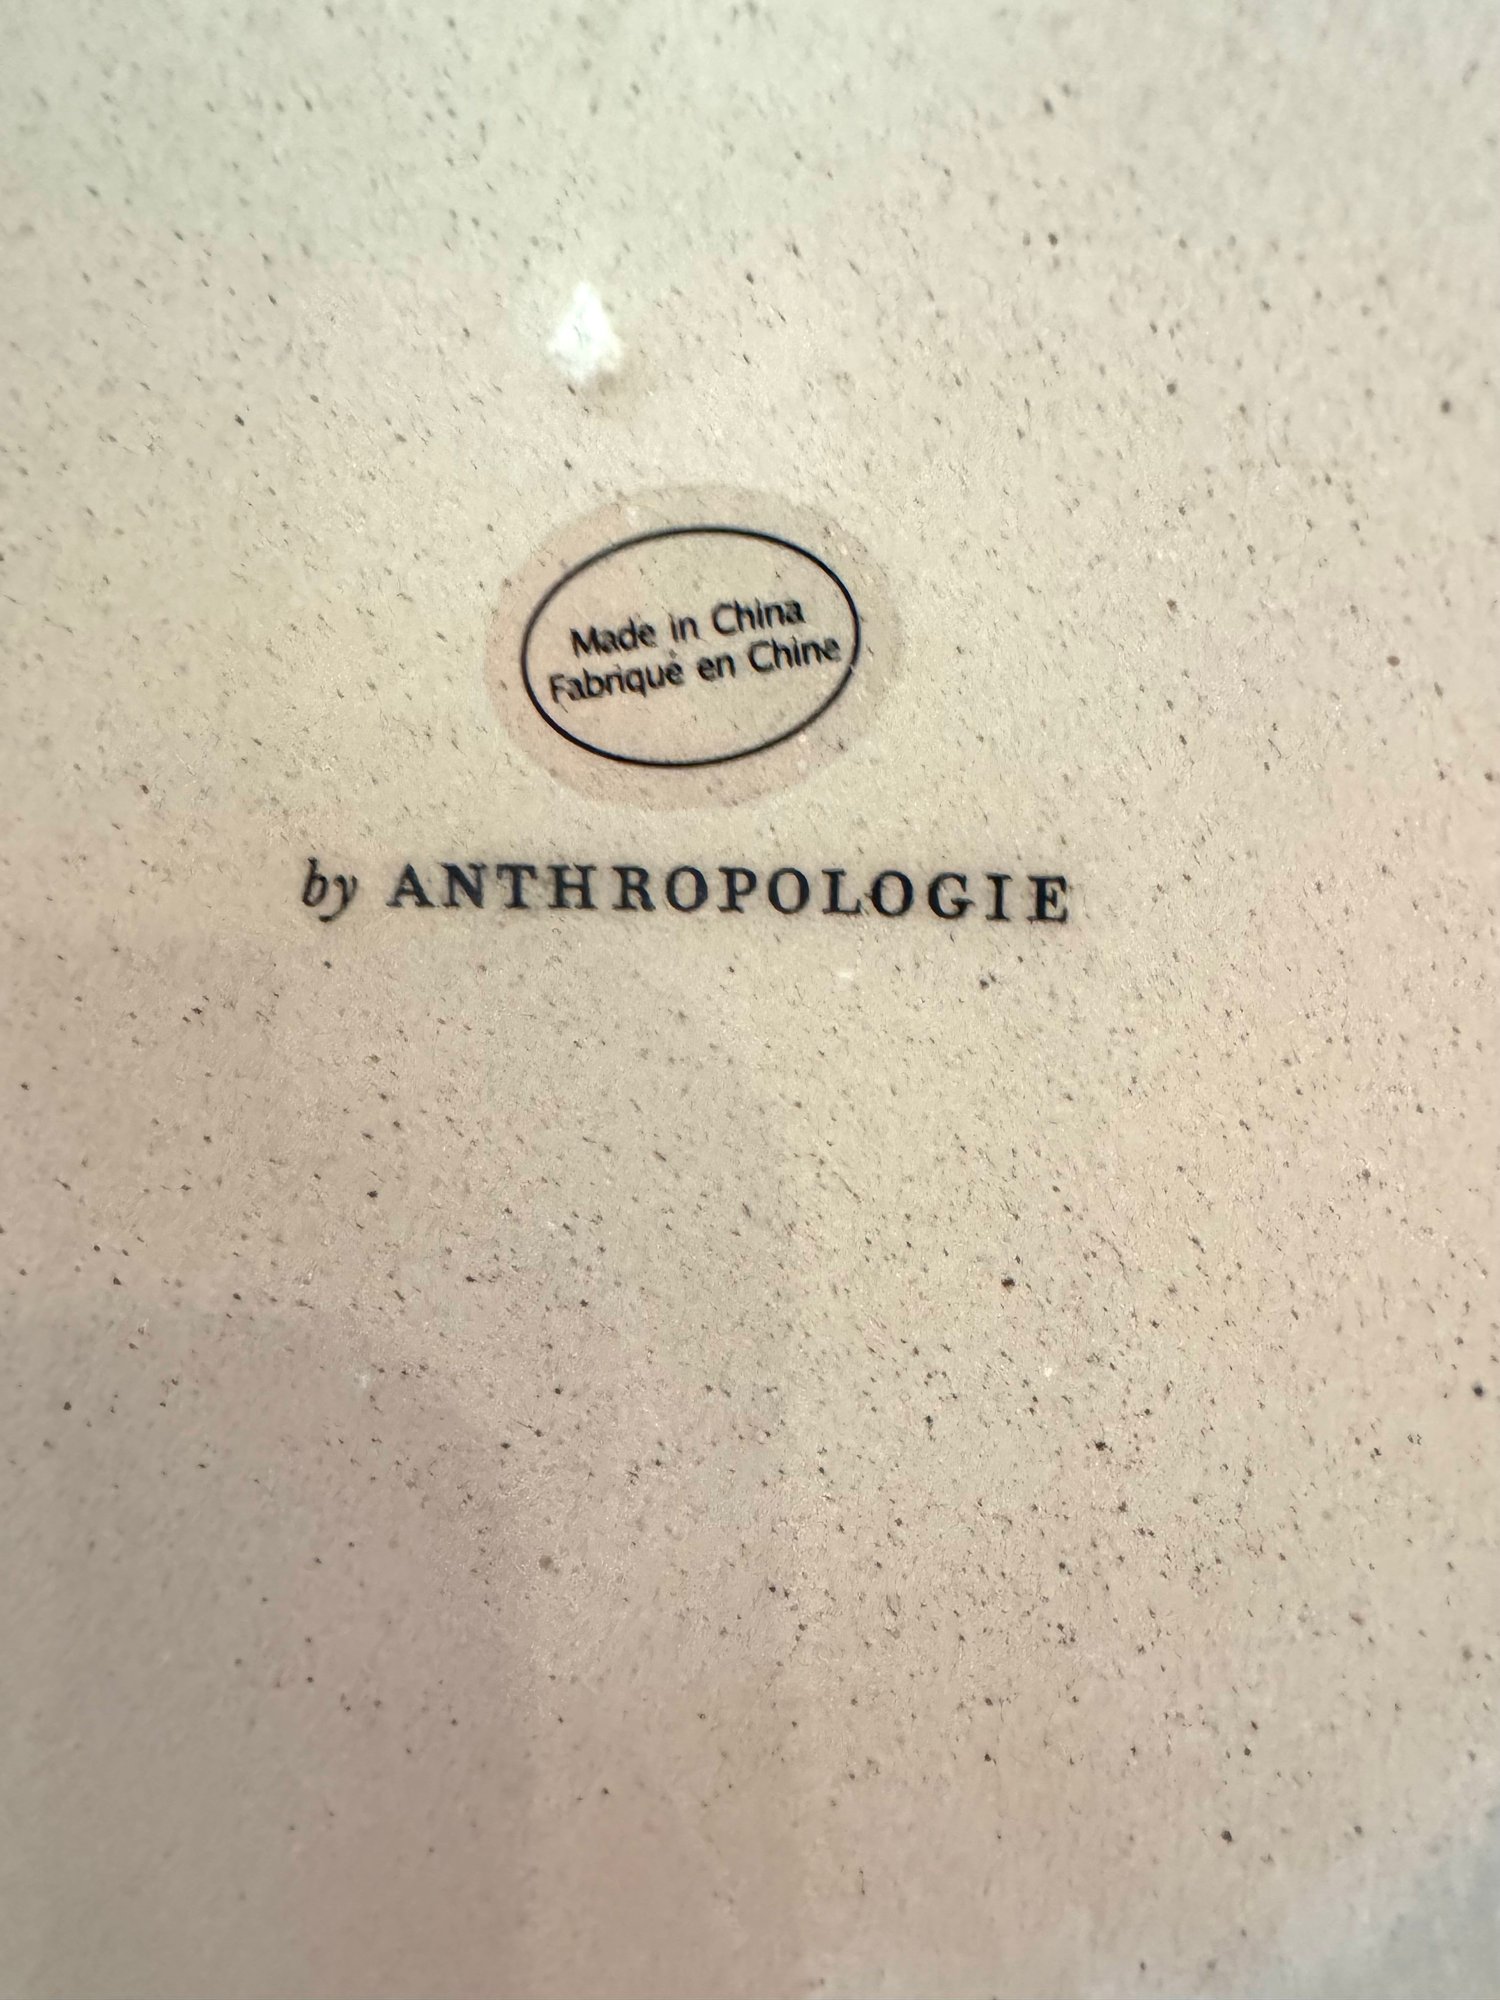 Made in China
Fabriqué en Chine
by ANTHROPOLOGIE